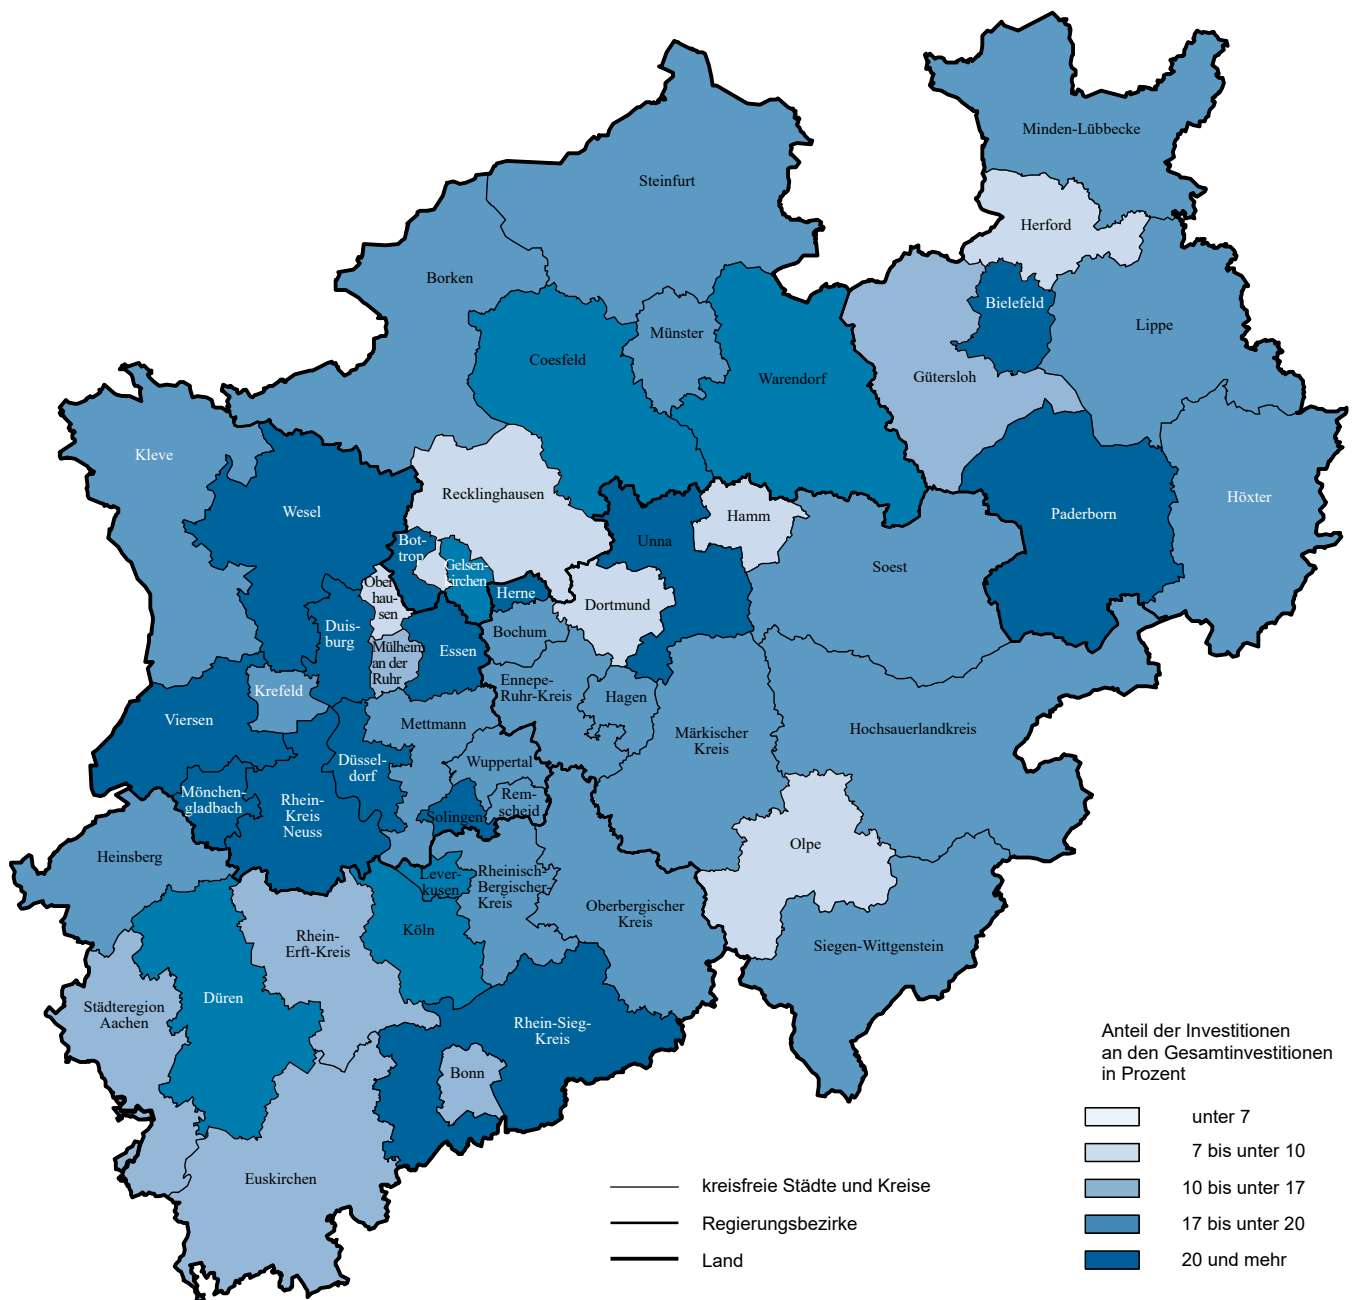 Minden-Lübbecke
Steinfurt
Herford
Borken
Bielefeld
Lippe
Münster
Coesfeld
Warendorf
Gütersloh
Kleve
Recklinghausen
Höxter
Wesel
Hamm
Paderborn
Unna
Bot-
trop
Soest
Gelsen-
kirchen
Ober
hau-
sen
Herne
Dortmund
Duis-
burg
Bochum
Essen
Mülheim
an der
Ruhr
Krefeld
Ennepe-
Ruhr-Kreis
Hagen
Viersen
Mettmann
Märkischer
Kreis
Hochsauerlandkreis
Düssel-
dorf
Wuppertal
Mönchen-
gladbach
Rhein-
Kreis
Neuss
Rem-
scheid
Solingen
Olpe
Heinsberg
Lever-
kusen
Rheinisch-
Bergischer
Kreis
Oberbergischer
Kreis
Köln
Rhein-
Erft-Kreis
Siegen-Wittgenstein
Düren
Städteregion
Aachen
Rhein-Sieg-
Kreis
Bonn
Euskirchen
Anteil der Investitionen
an den Gesamtinvestitionen
in Prozent
unter 7
7 bis unter 10
10 bis unter 17
17 bis unter 20
20 und mehr
kreisfreie Städte und Kreise
Regierungsbezirke
Land